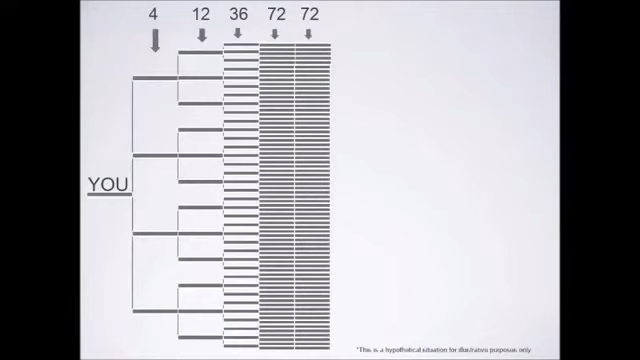 4 12 36 72 72
YOU
*This is a hypothetical situation for illustrative purposes only